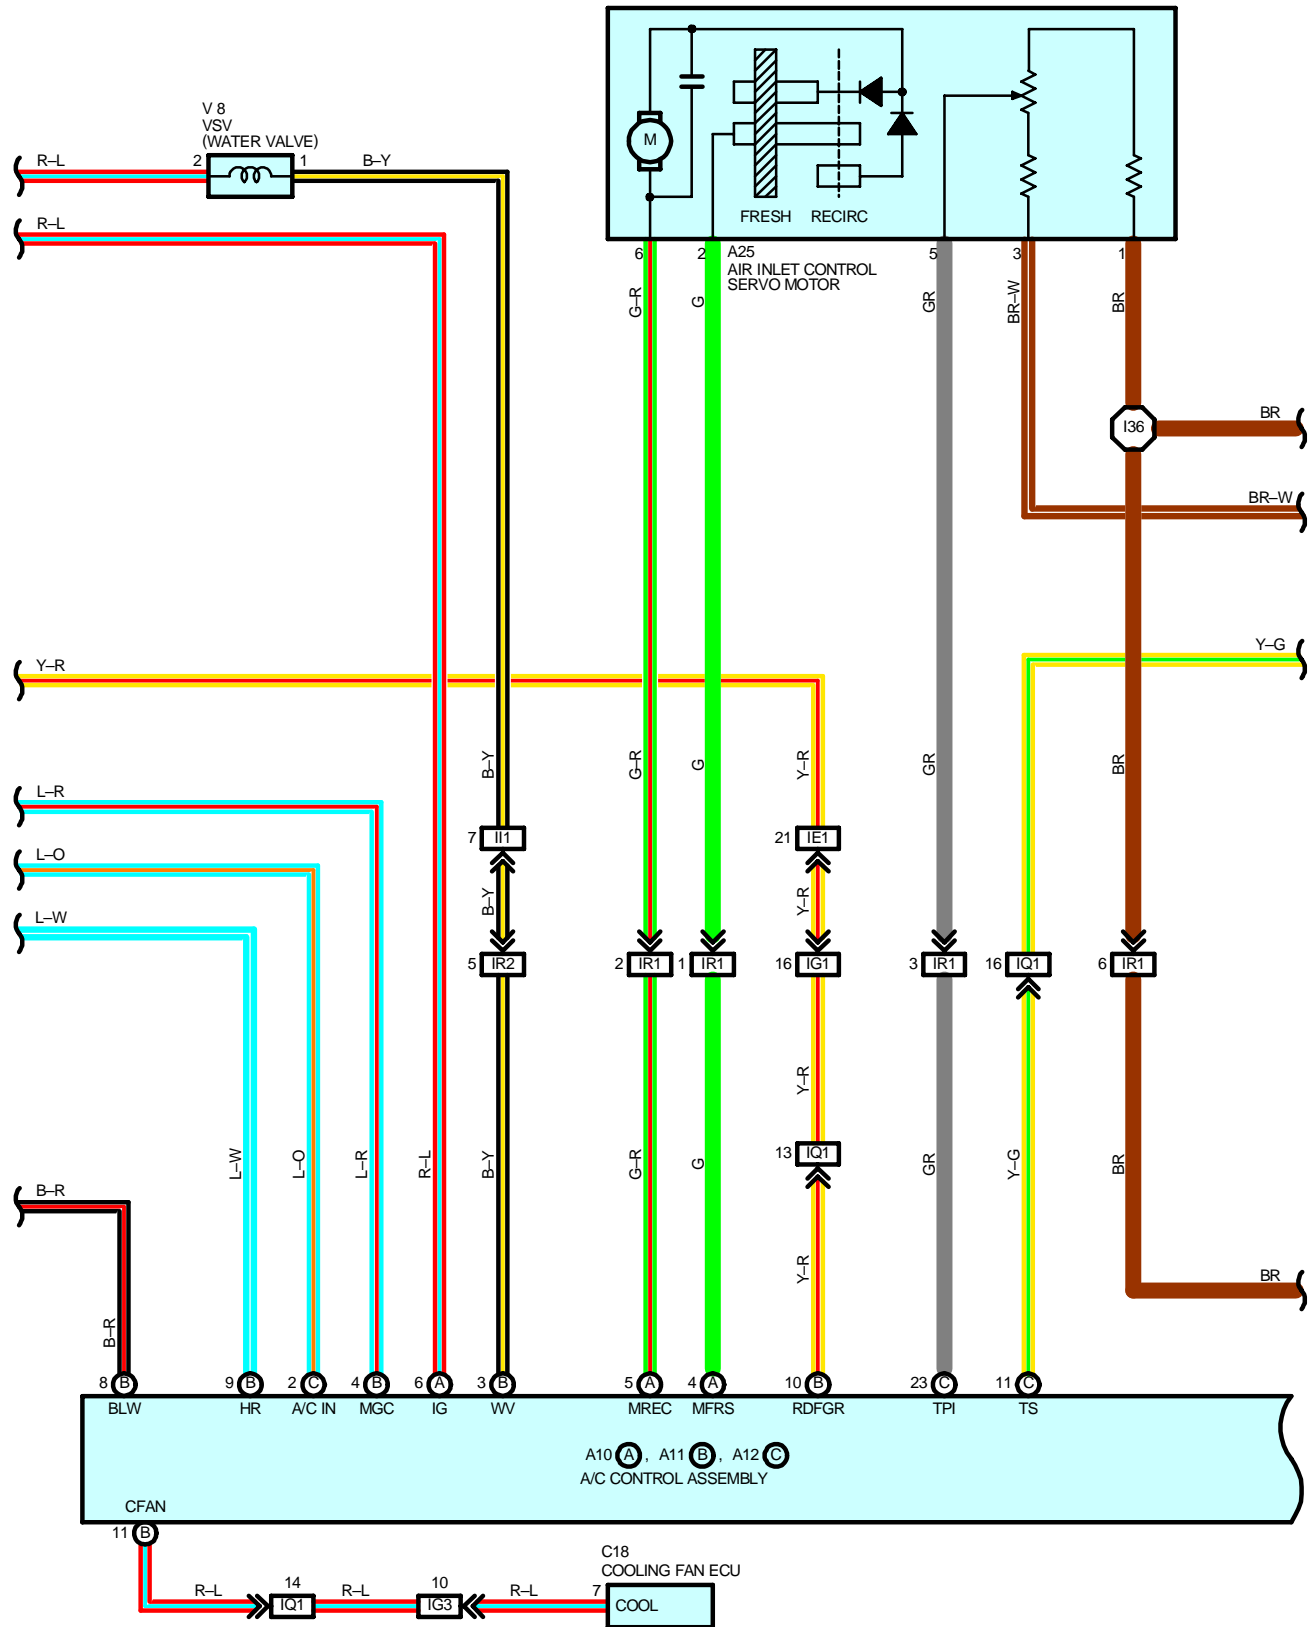 V 8
VSV
(WATER VALVE)
R–L
2
1
B–Y
R–L
M
FRESH RECIRC
6
2
A25
AIR INLET CONTROL
SERVO MOTOR
5
3
1
G–R
G
GR
BR–W
BR
I36
BR
BR–W
Y–G
Y–R
B–Y
G–R
G
Y–R
GR
BR
L–R
7 II1
21 IE1
L–O
B–Y
Y–R
L–W
5 IR2
2 IR1
1 IR1
16 IG1
3 IR1
16 IQ1
6 IR1
Y–R
13 IQ1
L–W
L–O
L–R
R–L
B–Y
G–R
G
GR
Y–G
BR
B–R
Y–R
BR
B–R
8 B
9 B
2 C
4 B
6 A
3 B
5 A
4 A
10 B
23 C
11 C
BLW HR A/C IN MGC IG WV MREC MFRS RDFGR TPI TS
A10 A , A11 B , A12 C
A/C CONTROL ASSEMBLY
CFAN
11 B
C18
COOLING FAN ECU
R–L
14
IQ1
R–L
10
IG3
R–L
7
COOL